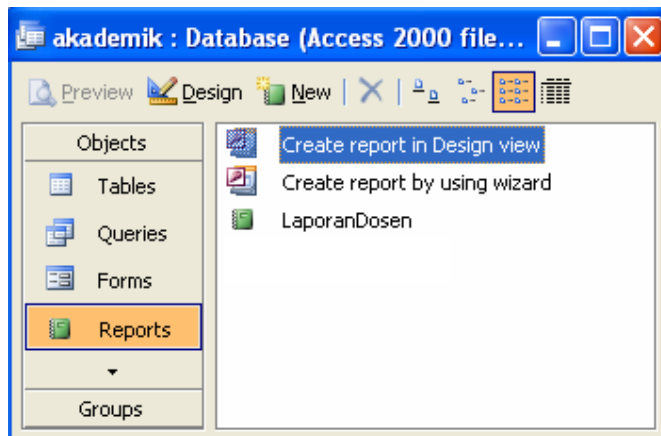 akademik : Database (Access 2000 file...
Preview Design New
Objects
Tables
Queries
Forms
Reports
Groups
Create report in Design view
Create report by using wizard
LaporanDosen